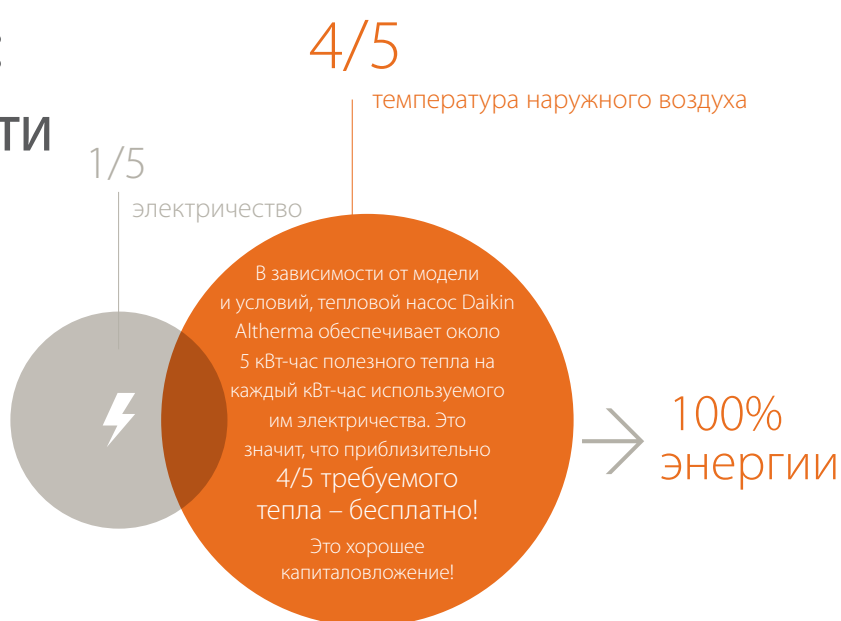 :
ти
4/5
температура наружного воздуха
1/5
электричество
В зависимости от модели
и условий, тепловой насос Daikin
Altherma обеспечивает около
5 кВт-час полезного тепла на
каждый кВт-час используемого
им электричества. Это
значит, что приблизительно
4/5 требуемого
тепла – бесплатно!
Это хорошее
капиталовложение!
100%
энергии